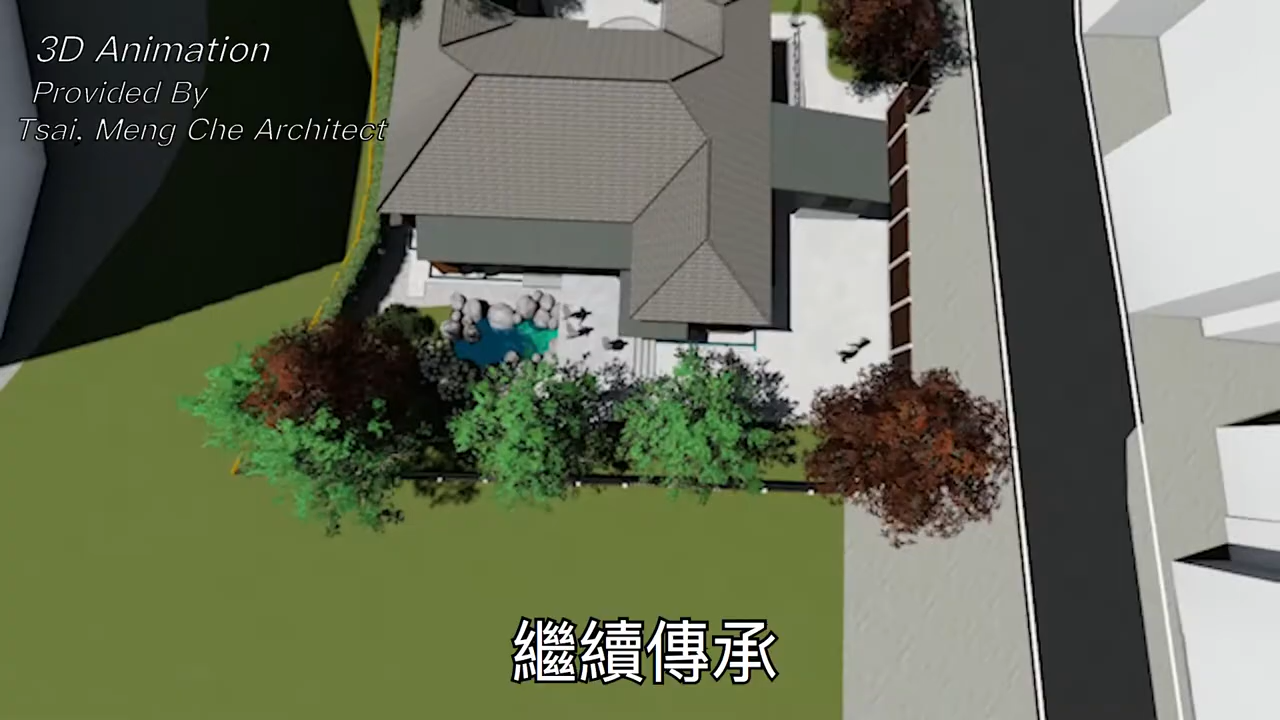 3D Animation
Provided By
Tsai. Meng Che Architect
繼續傳承